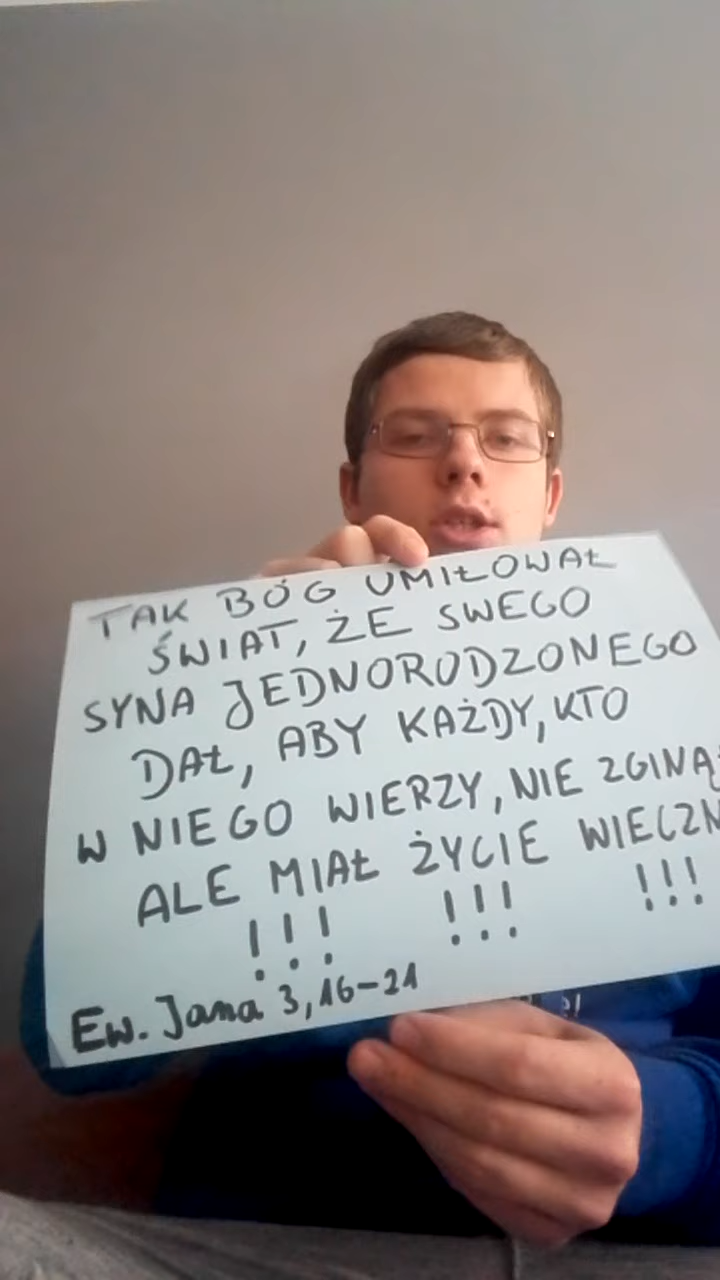 TAK BÓG UMIŁOWAŁ
ŚWIAT, ŻE SWEGO
SYNA JEDNORODZONEGO
DAŁ, ABY KAŻDY, KTO
W NIEGO WIERZY, NIE ZGINĄŁ
ALE MIAŁ ŻYCIE WIECZN
!!! !!! !!!
Ew. Jana 3,16-21